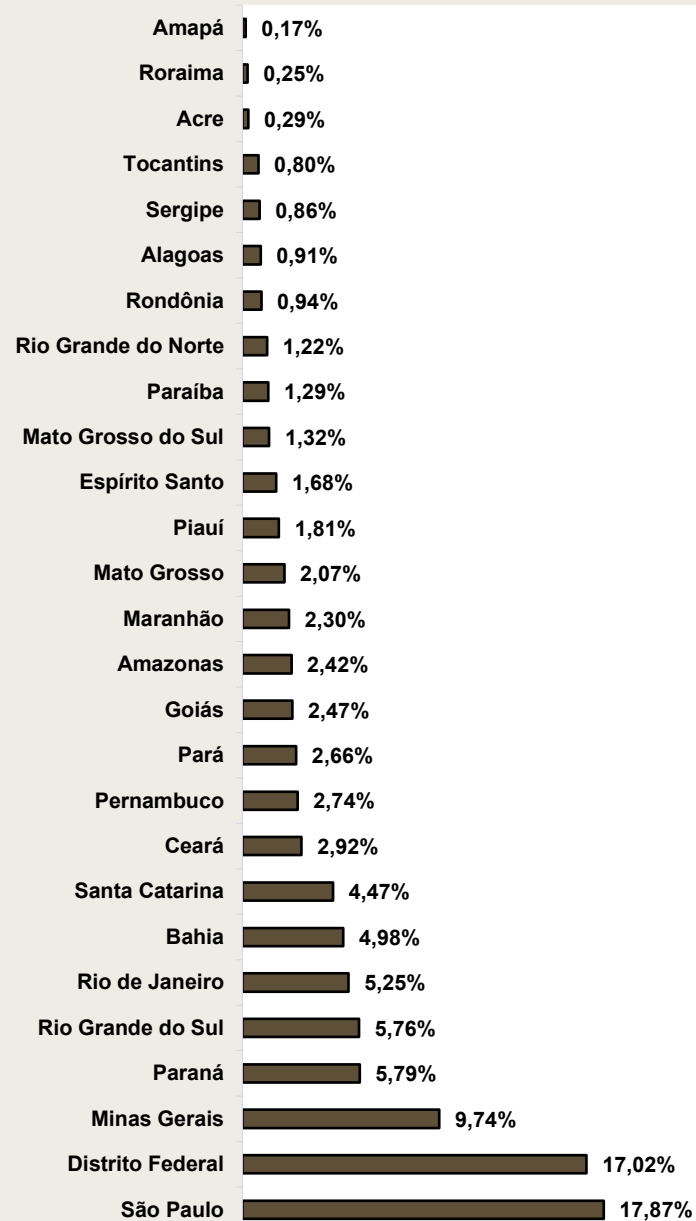 Amapá 0,17%
Roraima 0,25%
Acre 0,29%
Tocantins 0,80%
Sergipe 0,86%
Alagoas 0,91%
Rondônia 0,94%
Rio Grande do Norte 1,22%
Paraíba 1,29%
Mato Grosso do Sul 1,32%
Espírito Santo 1,68%
Piauí 1,81%
Mato Grosso 2,07%
Maranhão 2,30%
Amazonas 2,42%
Goiás 2,47%
Pará 2,66%
Pernambuco 2,74%
Ceará 2,92%
Santa Catarina 4,47%
Bahia 4,98%
Rio de Janeiro 5,25%
Rio Grande do Sul 5,76%
Paraná 5,79%
Minas Gerais 9,74%
Distrito Federal 17,02%
São Paulo 17,87%